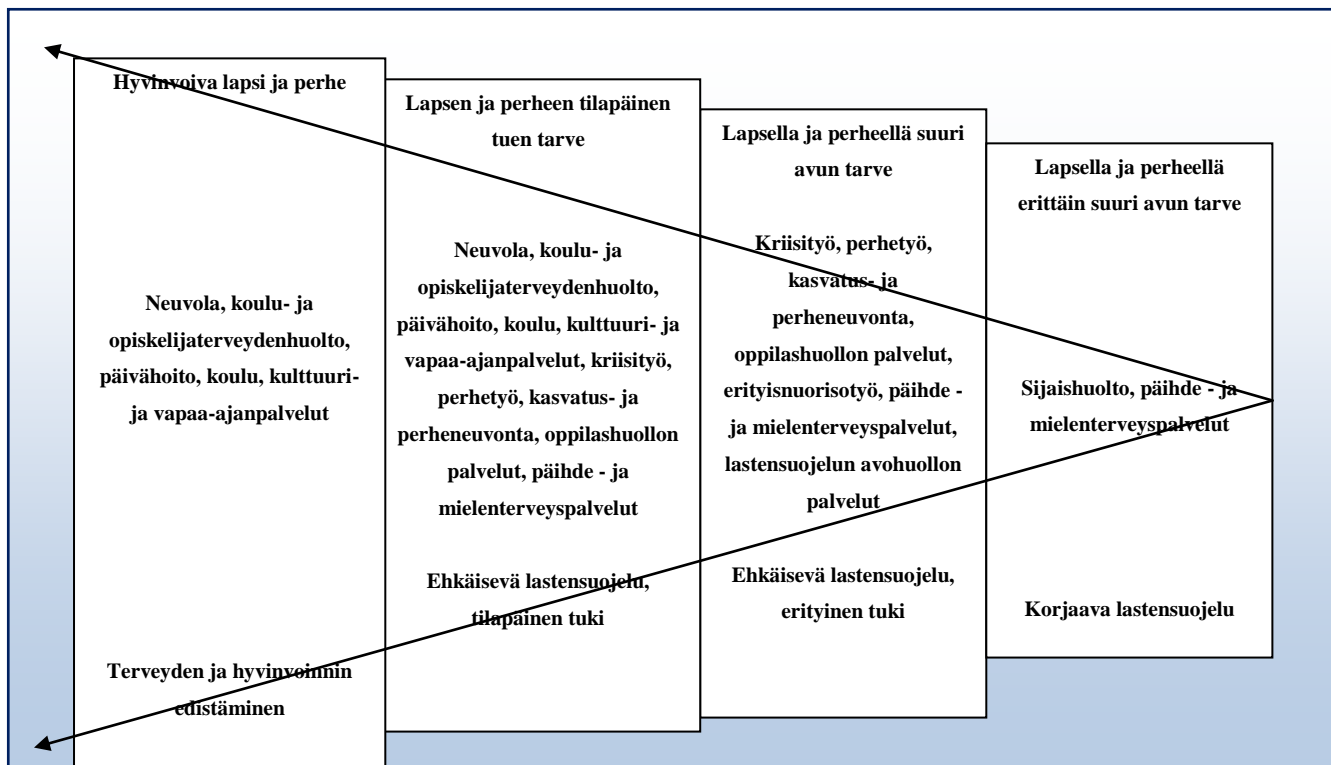 Hyvinvoiva lapsi ja perhe
Neuvola, koulu- ja
opiskelijaterveydenhuolto,
päivähoito, koulu, kulttuuri-
ja vapaa-ajanpalvelut
Terveyden ja hyvinvoinnin
edistäminen
Lapsen ja perheen tilapäinen
tuen tarve
Neuvola, koulu- ja
opiskelijaterveydenhuolto,
päivähoito, koulu, kulttuuri- ja
vapaa-ajanpalvelut, kriisityö,
perhetyö, kasvatus- ja
perheneuvonta, oppilashuollon
palvelut, päihde - ja
mielenterveyspalvelut
Ehkäisevä lastensuojelu,
tilapäinen tuki
Lapsella ja perheellä suuri
avun tarve
Kriisityö, perhetyö,
kasvatus- ja
perheneuvonta,
oppilashuollon palvelut,
erityisnuorisotyö, päihde -
ja mielenterveyspalvelut,
lastensuojelun avohuollon
palvelut
Ehkäisevä lastensuojelu,
erityinen tuki
Lapsella ja perheellä
erittäin suuri avun tarve
Sijaishuolto, päihde - ja
mielenterveyspalvelut
Korjaava lastensuojelu